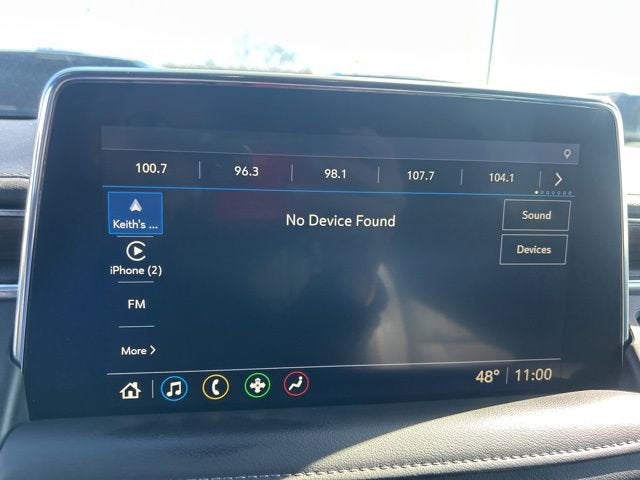 100.7 96.3 98.1 107.7 104.1
Keith's ...
No Device Found
Sound
iPhone (2)
Devices
FM
More
48° 11:00